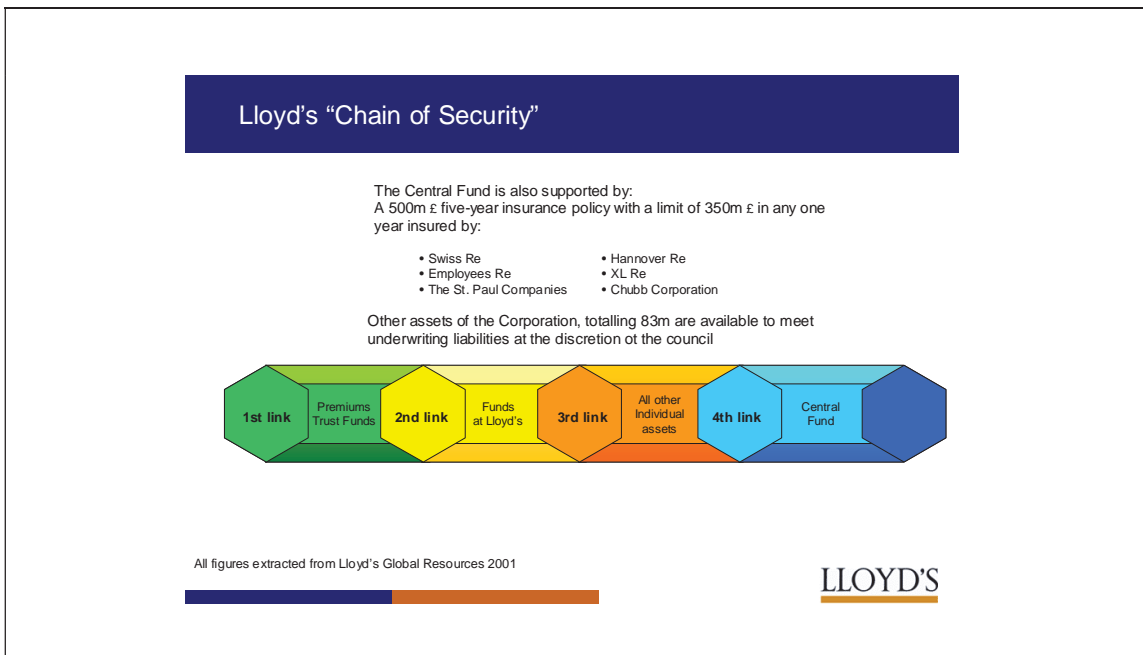 Lloyd's “Chain of Security”
The Central Fund is also supported by:
A 500m £ five-year insurance policy with a limit of 350m £ in any one
year insured by:
• Swiss Re
• Employees Re
• The St. Paul Companies
• Hannover Re
• XL Re
• Chubb Corporation
Other assets of the Corporation, totalling 83m are available to meet
underwriting liabilities at the discretion ot the council
1st link
Premiums
Trust Funds
2nd link
Funds
at Lloyd's
3rd link
All other
Individual
assets
4th link
Central
Fund
All figures extracted from Lloyd's Global Resources 2001
LLOYD'S